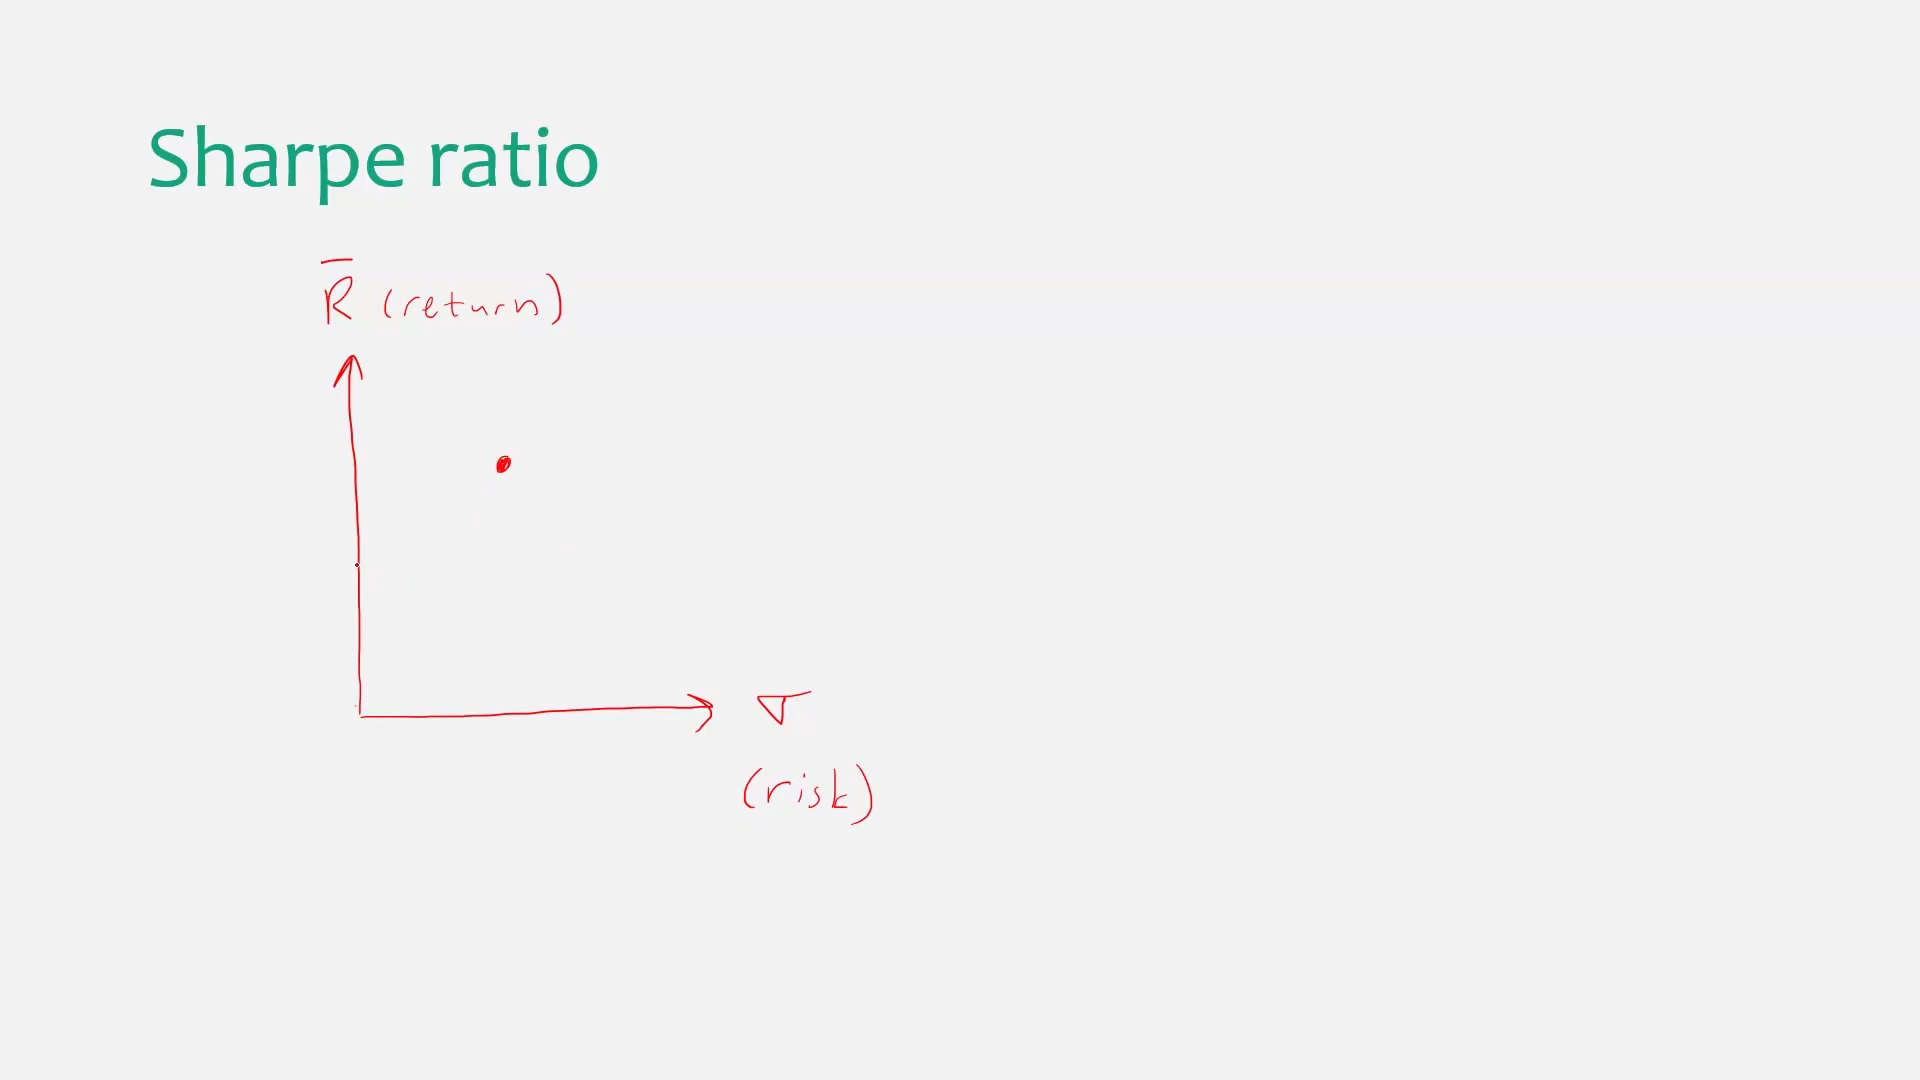 Sharpe ratio
R̅ (return)
σ
(risk)